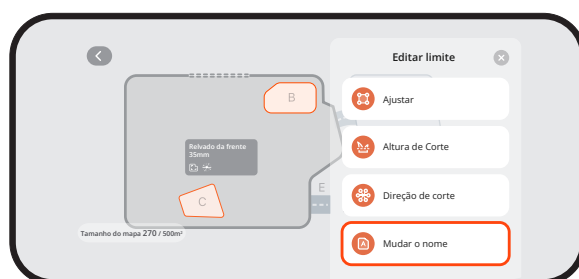 Editar limite
B
Ajustar
Relvado da frente
35mm
Altura de Corte
E
Direção de corte
C
Tamanho do mapa 270 / 500m²
A
Mudar o nome